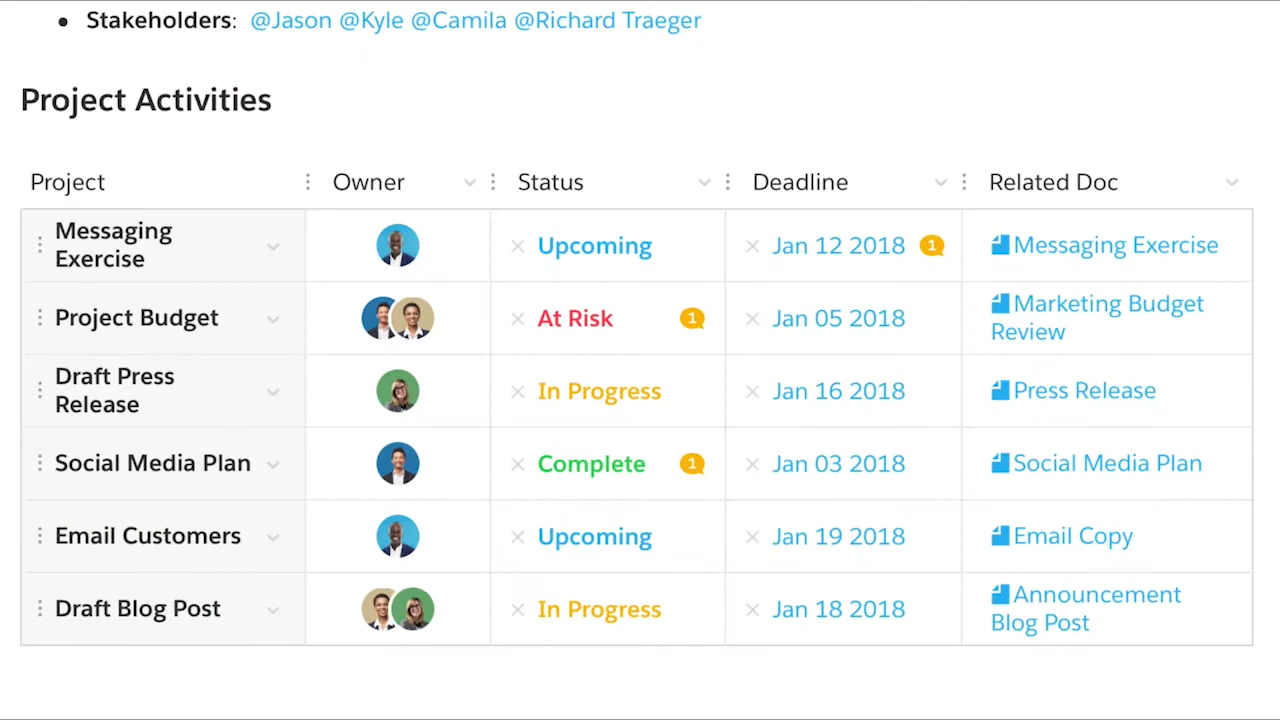 • Stakeholders: @Jason @Kyle @Camila @Richard Traeger
Project Activities
Project Owner Status Deadline Related Doc
Messaging
Exercise
Upcoming
Jan 12 2018
1
Messaging Exercise
Project Budget
At Risk
1
Jan 05 2018
Marketing Budget
Review
Draft Press
Release
In Progress
Jan 16 2018
Press Release
Social Media Plan
Complete
1
Jan 03 2018
Social Media Plan
Email Customers
Upcoming
Jan 19 2018
Email Copy
Draft Blog Post
In Progress
Jan 18 2018
Announcement
Blog Post